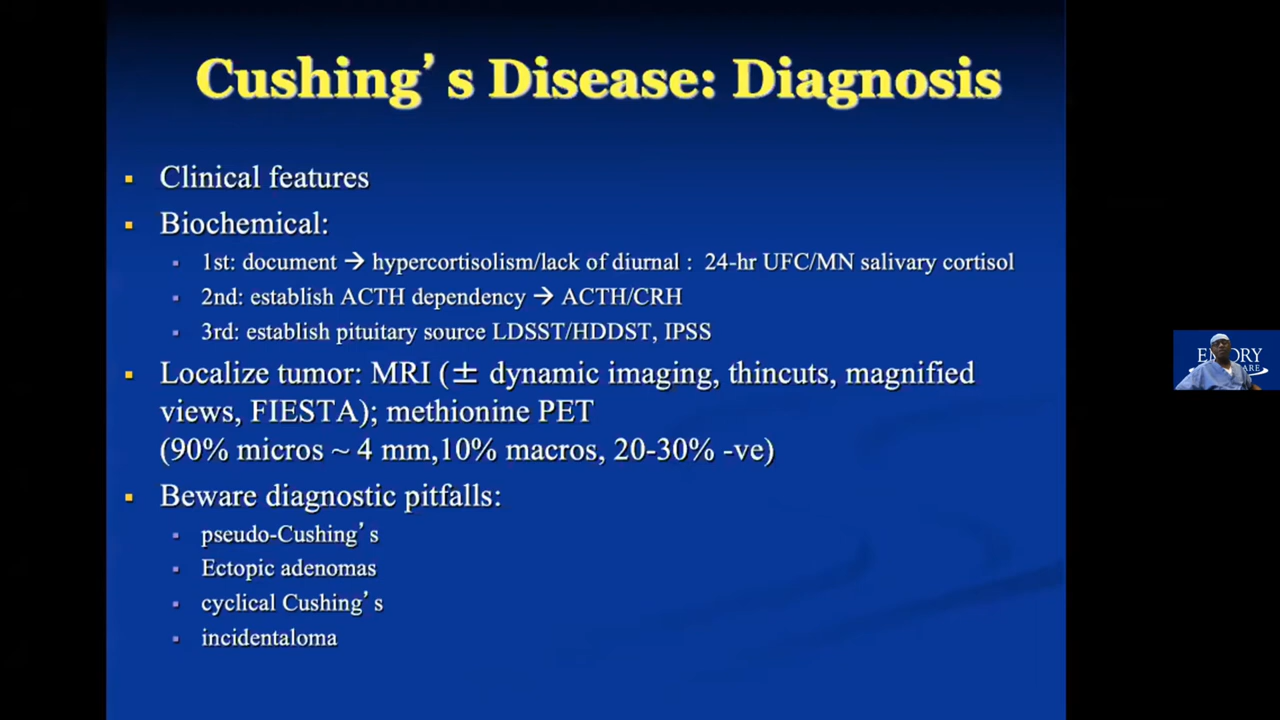 Cushing’s Disease: Diagnosis
Clinical features
Biochemical:
1st: document → hypercortisolism/lack of diurnal : 24-hr UFC/MN salivary cortisol
2nd: establish ACTH dependency → ACTH/CRH
3rd: establish pituitary source LDSST/HDDST, IPSS
Localize tumor: MRI (± dynamic imaging, thincuts, magnified
views, FIESTA); methionine PET
(90% micros ~ 4 mm,10% macros, 20-30% -ve)
Beware diagnostic pitfalls:
pseudo-Cushing’s
Ectopic adenomas
cyclical Cushing’s
incidentaloma